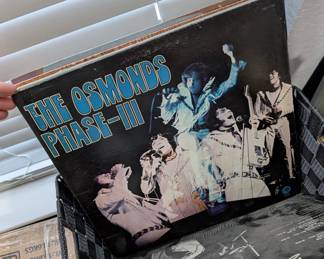 THE OSMONDS
PHASE-III